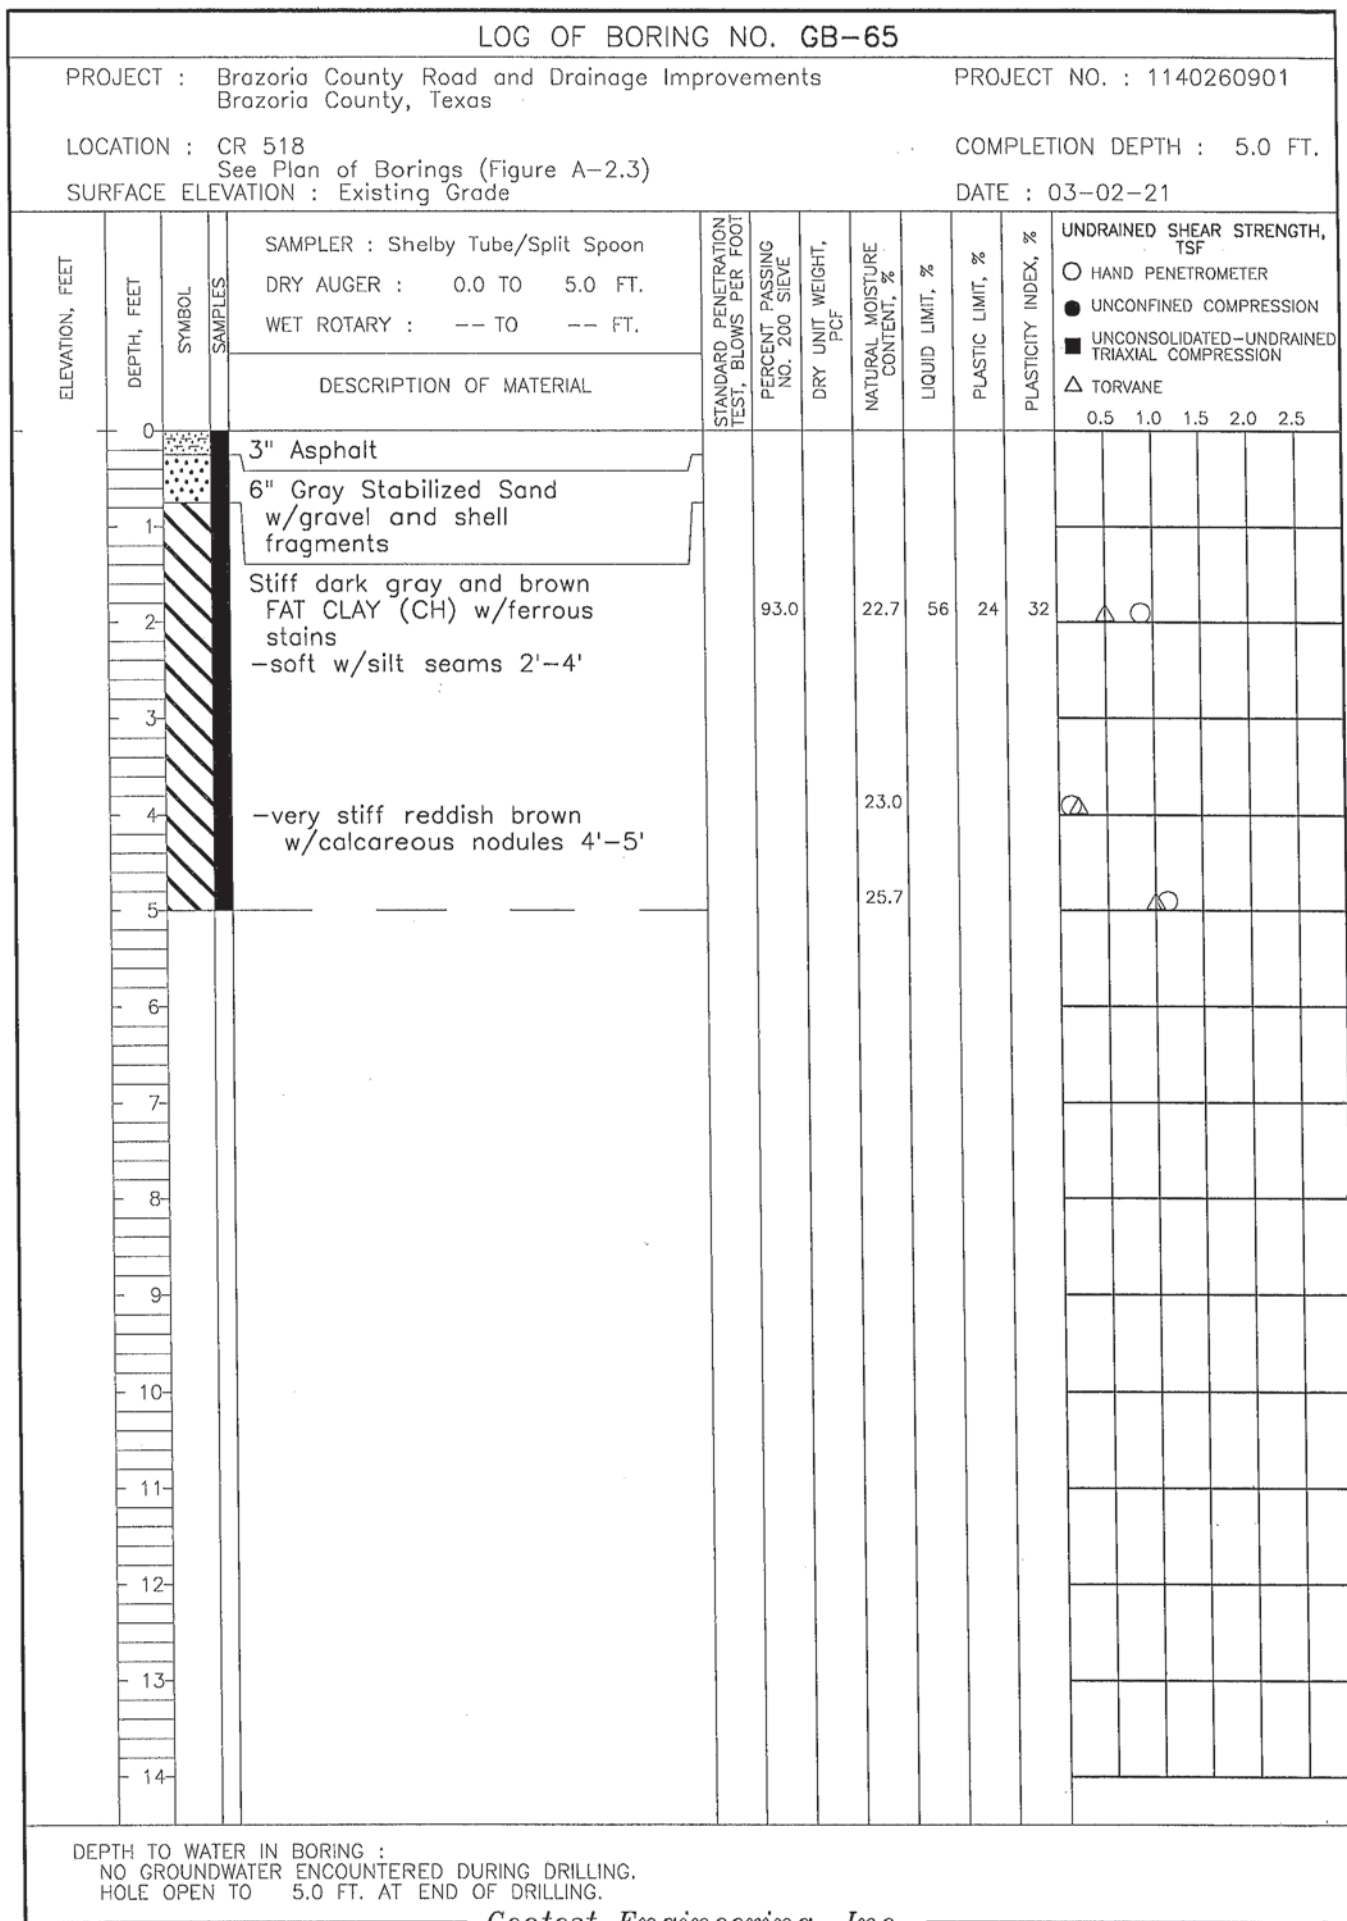 LOG OF BORING NO. GB-65
PROJECT : Brazoria County Road and Drainage Improvements
Brazoria County, Texas
PROJECT NO. : 1140260901
LOCATION : CR 518
See Plan of Borings (Figure A-2.3)
COMPLETION DEPTH : 5.0 FT.
SURFACE ELEVATION : Existing Grade
DATE : 03-02-21
ELEVATION, FEET
DEPTH, FEET
SYMBOL
SAMPLES
SAMPLER : Shelby Tube/Split Spoon
DRY AUGER : 0.0 TO 5.0 FT.
WET ROTARY : -- TO -- FT.
DESCRIPTION OF MATERIAL
STANDARD PENETRATION
TEST, BLOWS PER FOOT
PERCENT PASSING
NO. 200 SIEVE
DRY UNIT WEIGHT,
PCF
NATURAL MOISTURE
CONTENT, %
LIQUID LIMIT, %
PLASTIC LIMIT, %
PLASTICITY INDEX, %
UNDRAINED SHEAR STRENGTH,
TSF
HAND PENETROMETER
UNCONFINED COMPRESSION
UNCONSOLIDATED-UNDRAINED
TRIAXIAL COMPRESSION
TORVANE
0.5 1.0 1.5 2.0 2.5
0
3" Asphalt
6" Gray Stabilized Sand
w/gravel and shell
fragments
1
Stiff dark gray and brown
FAT CLAY (CH) w/ferrous
stains
-soft w/silt seams 2'-4'
2
93.0 22.7 56 24 32
3
23.0
4
-very stiff reddish brown
w/calcareous nodules 4'-5'
25.7
5
6
7
8
9
10
11
12
13
14
DEPTH TO WATER IN BORING :
NO GROUNDWATER ENCOUNTERED DURING DRILLING.
HOLE OPEN TO 5.0 FT. AT END OF DRILLING.
Geotest Engineering, Inc.